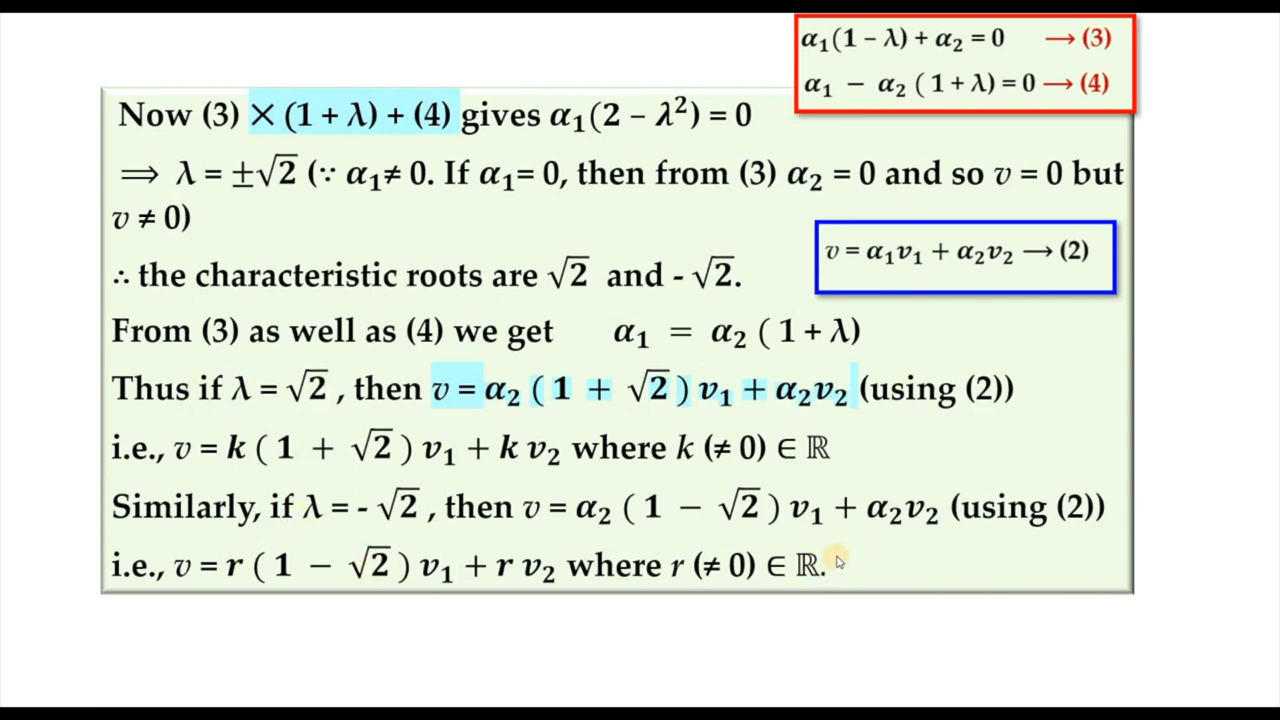 α₁(1 – λ) + α₂ = 0 → (3)
α₁ – α₂ ( 1 + λ) = 0 → (4)
Now (3) × (1 + λ) + (4) gives α₁(2 – λ²) = 0
⟹ λ = ±√2 (∵ α₁≠ 0. If α₁= 0, then from (3) α₂ = 0 and so v = 0 but
v ≠ 0)
v = α₁v₁ + α₂v₂ → (2)
∴ the characteristic roots are √2 and - √2.
From (3) as well as (4) we get α₁ = α₂ ( 1 + λ)
Thus if λ = √2 , then v = α₂ ( 1 + √2 ) v₁ + α₂v₂ (using (2))
i.e., v = k ( 1 + √2 ) v₁ + k v₂ where k (≠ 0) ∈ ℝ
Similarly, if λ = - √2 , then v = α₂ ( 1 − √2 ) v₁ + α₂v₂ (using (2))
i.e., v = r ( 1 − √2 ) v₁ + r v₂ where r (≠ 0) ∈ ℝ.